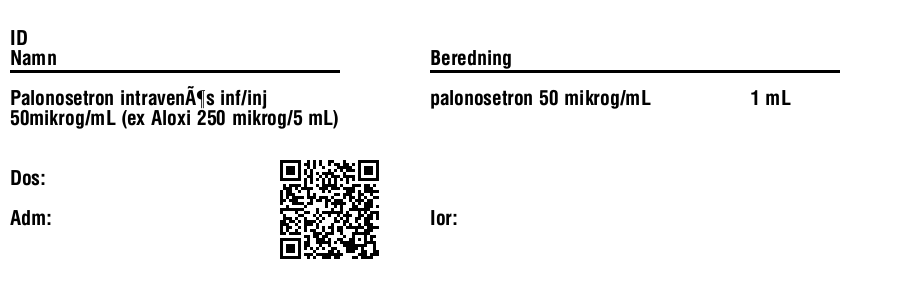 ID
Namn
Beredning
Palonosetron intravenÃ¶s inf/inj
50mikrog/mL (ex Aloxi 250 mikrog/5 mL)
palonosetron 50 mikrog/mL 1 mL
Dos:
Adm:
Ior: